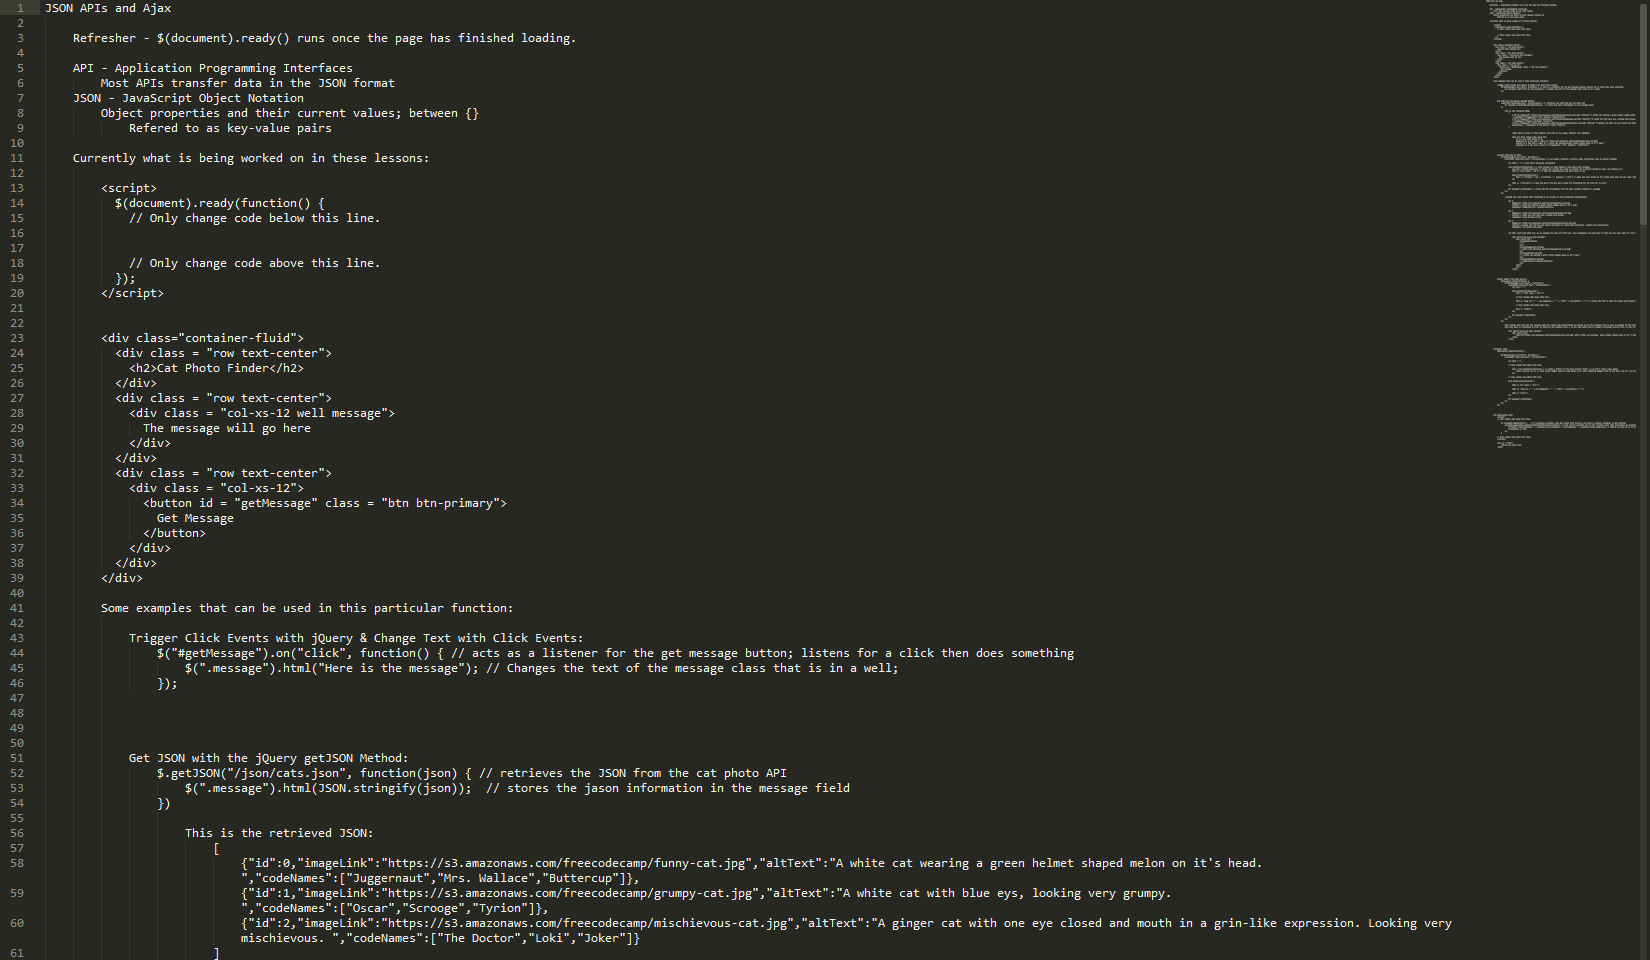 1 JSON APIs and Ajax
2
3 Refresher - $(document).ready() runs once the page has finished loading.
4
5 API - Application Programming Interfaces
6 Most APIs transfer data in the JSON format
7 JSON - JavaScript Object Notation
8 Object properties and their current values; between {}
9 Refered to as key-value pairs
10
11 Currently what is being worked on in these lessons:
12
13 <script>
14 $(document).ready(function() {
15 // Only change code below this line.
16
17
18 // Only change code above this line.
19 });
20 </script>
21
22
23 <div class="container-fluid">
24 <div class = "row text-center">
25 <h2>Cat Photo Finder</h2>
26 </div>
27 <div class = "row text-center">
28 <div class = "col-xs-12 well message">
29 The message will go here
30 </div>
31 </div>
32 <div class = "row text-center">
33 <div class = "col-xs-12">
34 <button id = "getMessage" class = "btn btn-primary">
35 Get Message
36 </button>
37 </div>
38 </div>
39 </div>
40
41 Some examples that can be used in this particular function:
42
43 Trigger Click Events with jQuery & Change Text with Click Events:
44 $("#getMessage").on("click", function() { // acts as a listener for the get message button; listens for a click then does something
45 $(".message").html("Here is the message"); // Changes the text of the message class that is in a well;
46 });
47
48
49
50
51 Get JSON with the jQuery getJSON Method:
52 $.getJSON("/json/cats.json", function(json) { // retrieves the JSON from the cat photo API
53 $(".message").html(JSON.stringify(json)); // stores the jason information in the message field
54 })
55
56 This is the retrieved JSON:
57 [
58 {"id":0,"imageLink":"https://s3.amazonaws.com/freecodecamp/funny-cat.jpg","altText":"A white cat wearing a green helmet shaped melon on it's head.
","codeNames":["Juggernaut","Mrs. Wallace","Buttercup"]},
59 {"id":1,"imageLink":"https://s3.amazonaws.com/freecodecamp/grumpy-cat.jpg","altText":"A white cat with blue eys, looking very grumpy.
","codeNames":["Oscar","Scrooge","Tyrion"]},
60 {"id":2,"imageLink":"https://s3.amazonaws.com/freecodecamp/mischievous-cat.jpg","altText":"A ginger cat with one eye closed and mouth in a grin-like expression. Looking very
mischievous. ","codeNames":["The Doctor","Loki","Joker"]}
61 ]